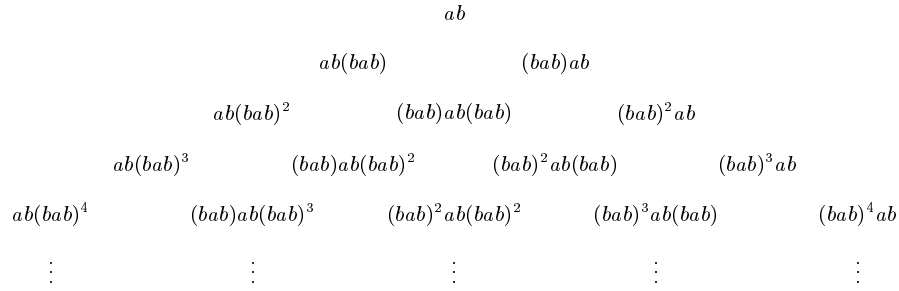 ab
ab(bab) (bab)ab
ab(bab)² (bab)ab(bab) (bab)²ab
ab(bab)³ (bab)ab(bab)² (bab)²ab(bab) (bab)³ab
ab(bab)⁴ (bab)ab(bab)³ (bab)²ab(bab)² (bab)³ab(bab) (bab)⁴ab
⋮ ⋮ ⋮ ⋮ ⋮